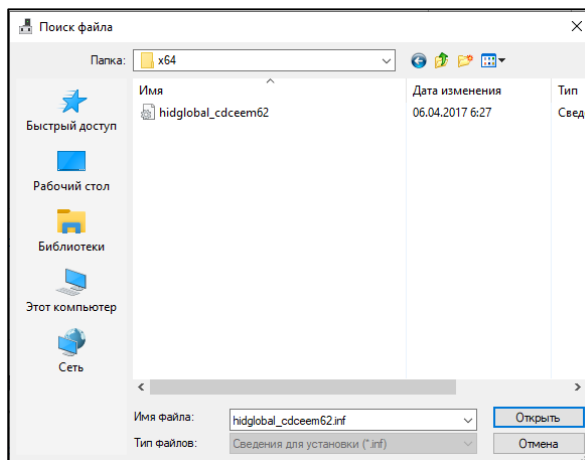 Поиск файла
Папка: x64
Имя Дата изменения Тип
hidglobal_cdceem62 06.04.2017 6:27 Свед
Быстрый доступ
Рабочий стол
Библиотеки
Этот компьютер
Сеть
Имя файла: hidglobal_cdceem62.inf Открыть
Тип файлов: Сведения для установки (*.inf) Отмена